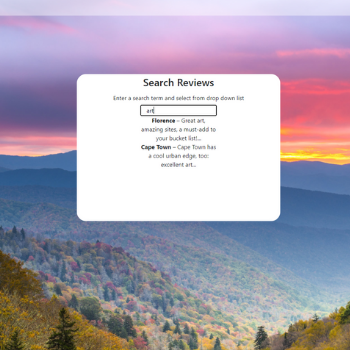 Search Reviews
Enter a search term and select from drop down list
art
Florence – Great art,
amazing sites, a must-add to
your bucket list!...
Cape Town – Cape Town has
a cool urban edge, too:
excellent art...